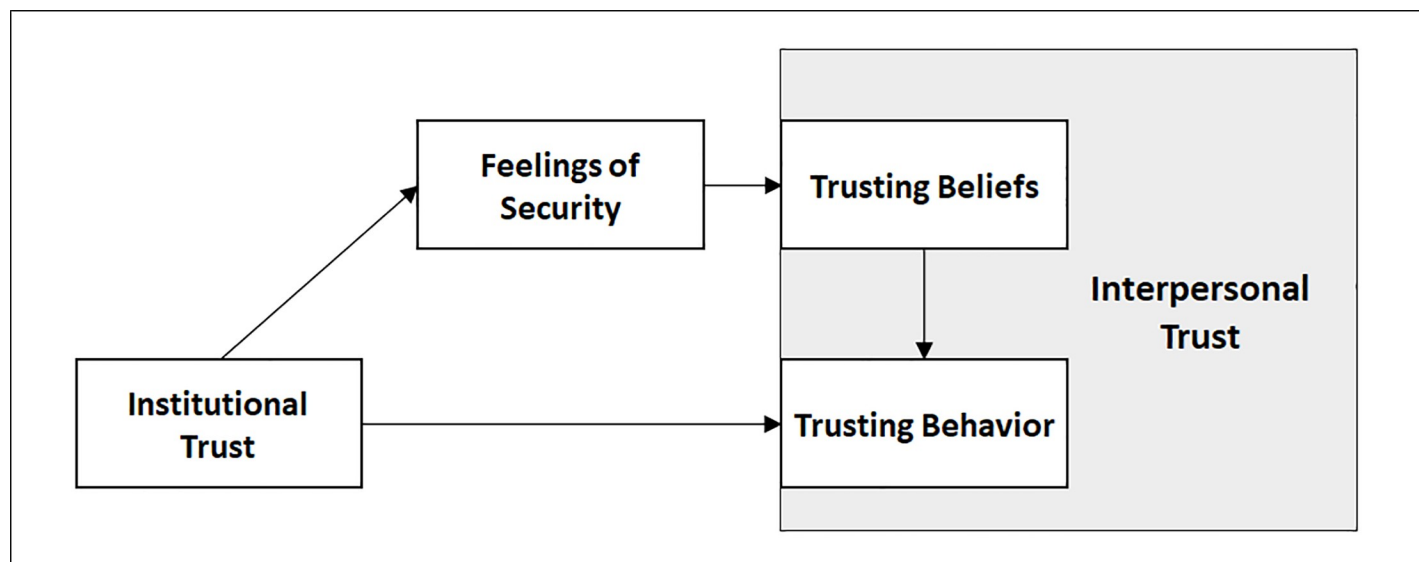 Feelings of
Security
Trusting Beliefs
Interpersonal
Trust
Institutional
Trust
Trusting Behavior